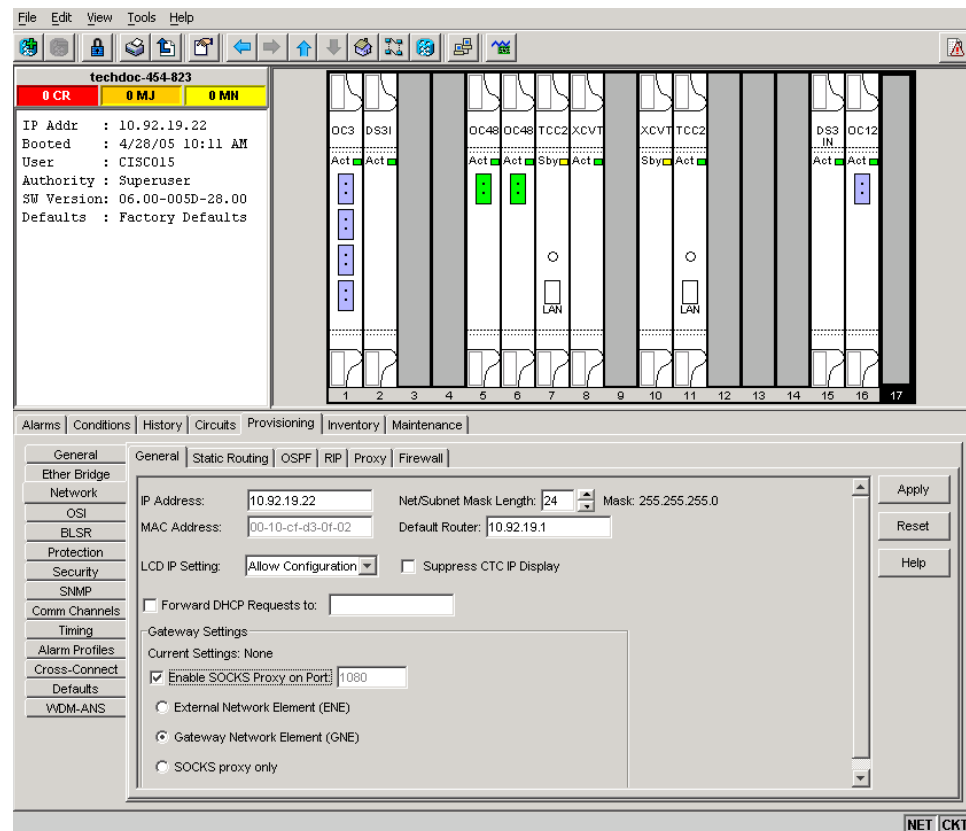 File Edit View Tools Help
techdoc-454-823
0 CR 0 MJ 0 MN
IP Addr : 10.92.19.22
Booted : 4/28/05 10:11 AM
User : CISCO15
Authority : Superuser
SW Version: 06.00-005D-28.00
Defaults : Factory Defaults
OC3 DS3I OC48 OC48 TCC2 XCVT XCVT TCC2 DS3 IN OC12
Act Act Act Act Sby Act Sby Act Act Act
LAN LAN
1 2 3 4 5 6 7 8 9 10 11 12 13 14 15 16 17
Alarms Conditions History Circuits Provisioning Inventory Maintenance
General
Ether Bridge
Network
OSI
BLSR
Protection
Security
SNMP
Comm Channels
Timing
Alarm Profiles
Cross-Connect
Defaults
WDM-ANS
General Static Routing OSPF RIP Proxy Firewall
IP Address: 10.92.19.22 Net/Subnet Mask Length: 24 Mask: 255.255.255.0
MAC Address: 00-10-cf-d3-0f-02 Default Router: 10.92.19.1
LCD IP Setting: Allow Configuration Suppress CTC IP Display
Forward DHCP Requests to:
Gateway Settings
Current Settings: None
Enable SOCKS Proxy on Port: 1080
External Network Element (ENE)
Gateway Network Element (GNE)
SOCKS proxy only
Apply
Reset
Help
NET CKT